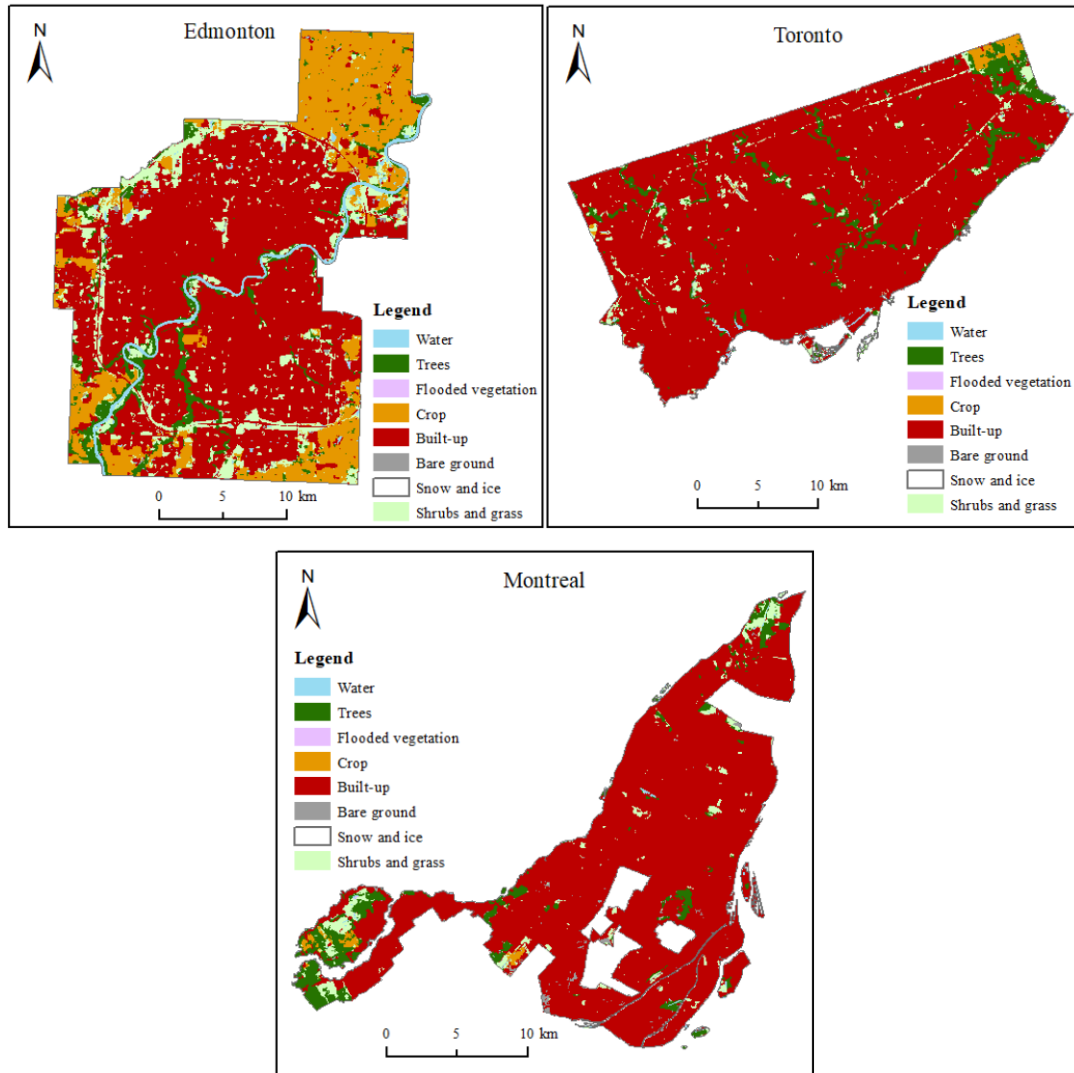 N
Edmonton
Legend
Water
Trees
Flooded vegetation
Crop
Built-up
Bare ground
Snow and ice
Shrubs and grass
0 5 10 km
N
Toronto
Legend
Water
Trees
Flooded vegetation
Crop
Built-up
Bare ground
Snow and ice
Shrubs and grass
0 5 10 km
N
Montreal
Legend
Water
Trees
Flooded vegetation
Crop
Built-up
Bare ground
Snow and ice
Shrubs and grass
0 5 10 km